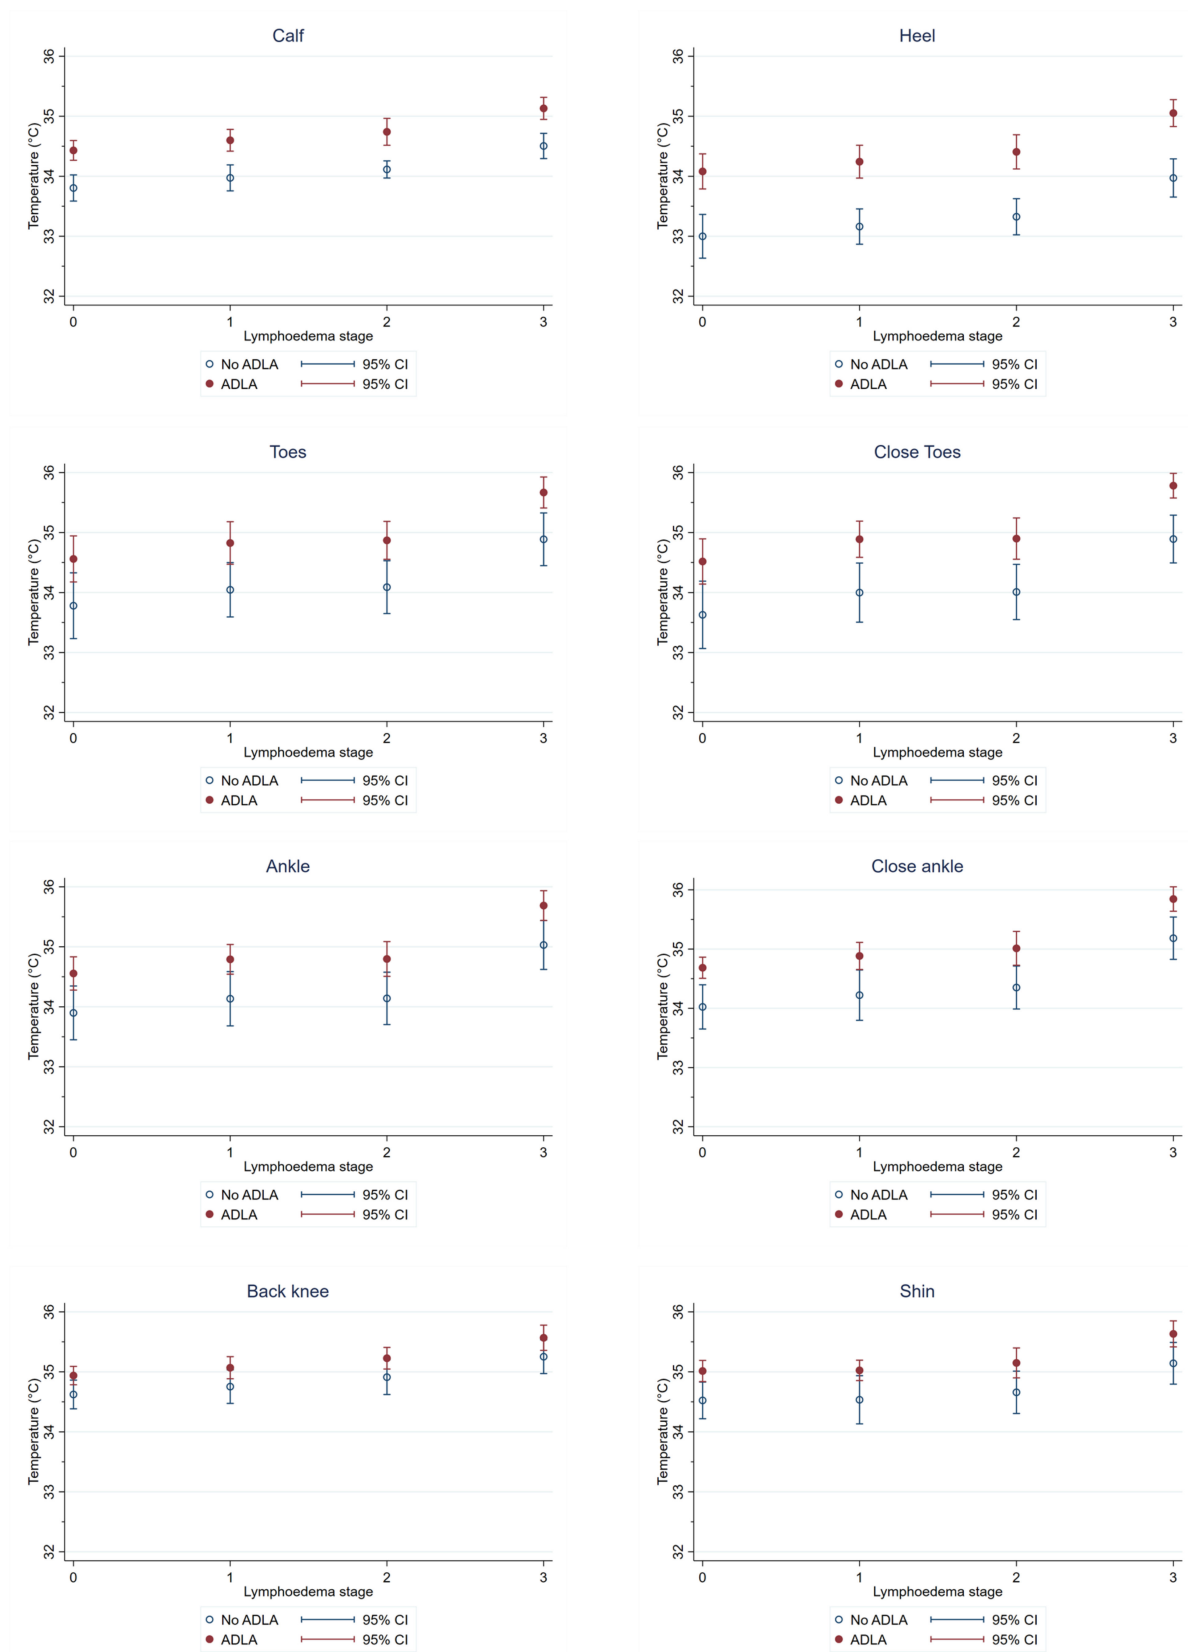 Calf
36
35
34
33
32
Temperature (°C)
0 1 2 3
Lymphoedema stage
No ADLA 95% CI
ADLA 95% CI
Heel
36
35
34
33
32
Temperature (°C)
0 1 2 3
Lymphoedema stage
No ADLA 95% CI
ADLA 95% CI
Toes
36
35
34
33
32
Temperature (°C)
0 1 2 3
Lymphoedema stage
No ADLA 95% CI
ADLA 95% CI
Close Toes
36
35
34
33
32
Temperature (°C)
0 1 2 3
Lymphoedema stage
No ADLA 95% CI
ADLA 95% CI
Ankle
36
35
34
33
32
Temperature (°C)
0 1 2 3
Lymphoedema stage
No ADLA 95% CI
ADLA 95% CI
Close ankle
36
35
34
33
32
Temperature (°C)
0 1 2 3
Lymphoedema stage
No ADLA 95% CI
ADLA 95% CI
Back knee
36
35
34
33
32
Temperature (°C)
0 1 2 3
Lymphoedema stage
No ADLA 95% CI
ADLA 95% CI
Shin
36
35
34
33
32
Temperature (°C)
0 1 2 3
Lymphoedema stage
No ADLA 95% CI
ADLA 95% CI